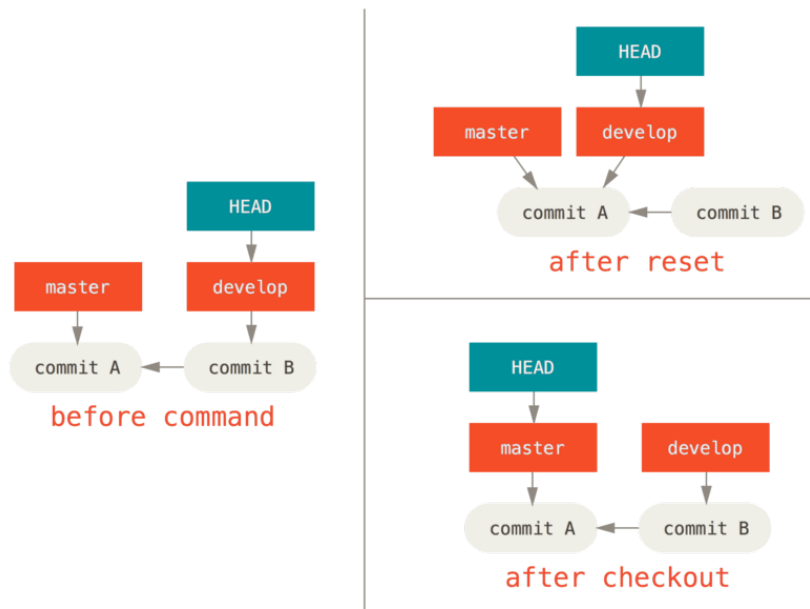 HEAD
master develop
commit A commit B
before command
HEAD
master develop
commit A commit B
after reset
HEAD
master develop
commit A commit B
after checkout